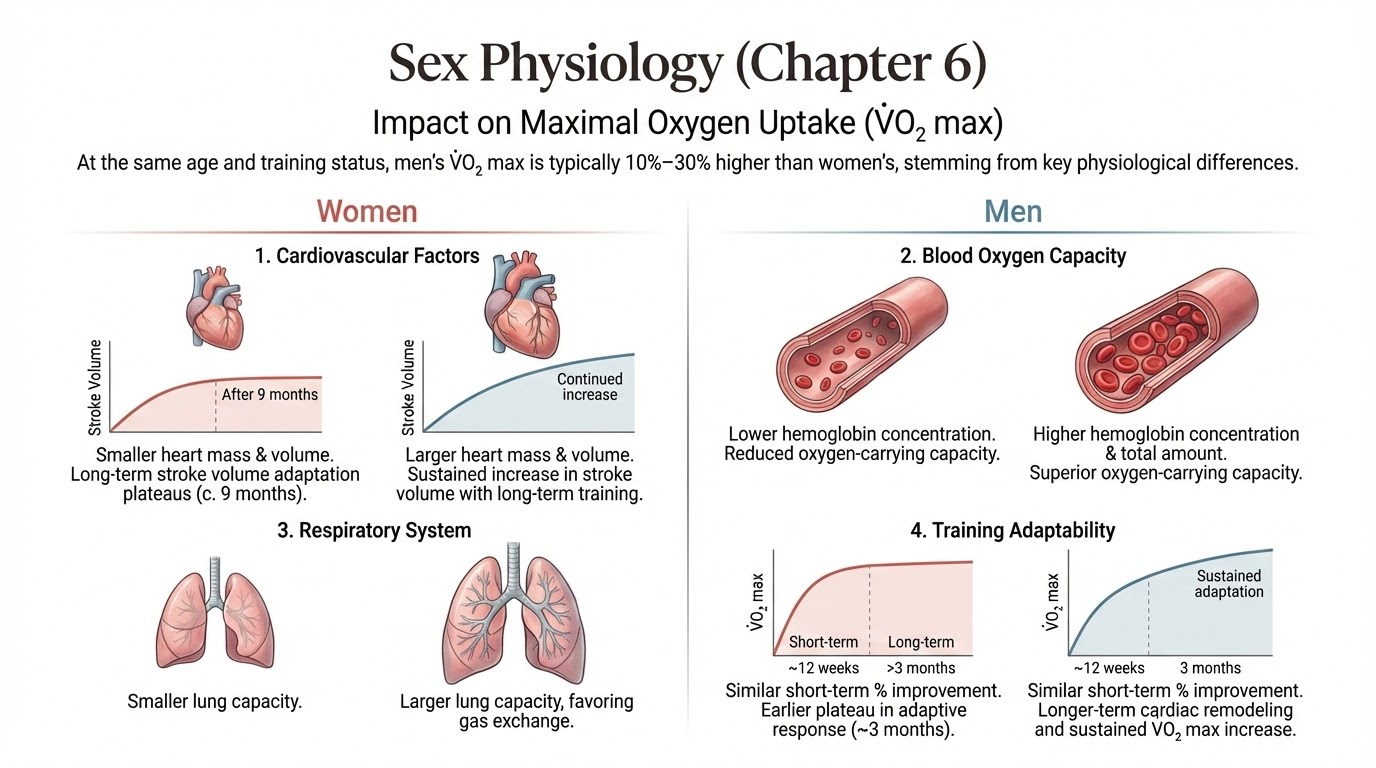 Sex Physiology (Chapter 6)
Impact on Maximal Oxygen Uptake (V̇O₂ max)
At the same age and training status, men's V̇O₂ max is typically 10%–30% higher than women's, stemming from key physiological differences.
Women
1. Cardiovascular Factors
Stroke Volume
After 9 months
Smaller heart mass & volume.
Long-term stroke volume adaptation
plateaus (c. 9 months).
Stroke Volume
Continued
increase
Larger heart mass & volume.
Sustained increase in stroke
volume with long-term training.
3. Respiratory System
Smaller lung capacity.
Larger lung capacity, favoring
gas exchange.
Men
2. Blood Oxygen Capacity
Lower hemoglobin concentration.
Reduced oxygen-carrying capacity.
Higher hemoglobin concentration
& total amount.
Superior oxygen-carrying capacity.
4. Training Adaptability
V̇O₂ max
Short-term
Long-term
~12 weeks
>3 months
Similar short-term % improvement.
Earlier plateau in adaptive
response (~3 months).
V̇O₂ max
Sustained
adaptation
~12 weeks
3 months
Similar short-term % improvement.
Longer-term cardiac remodeling
and sustained V̇O₂ max increase.